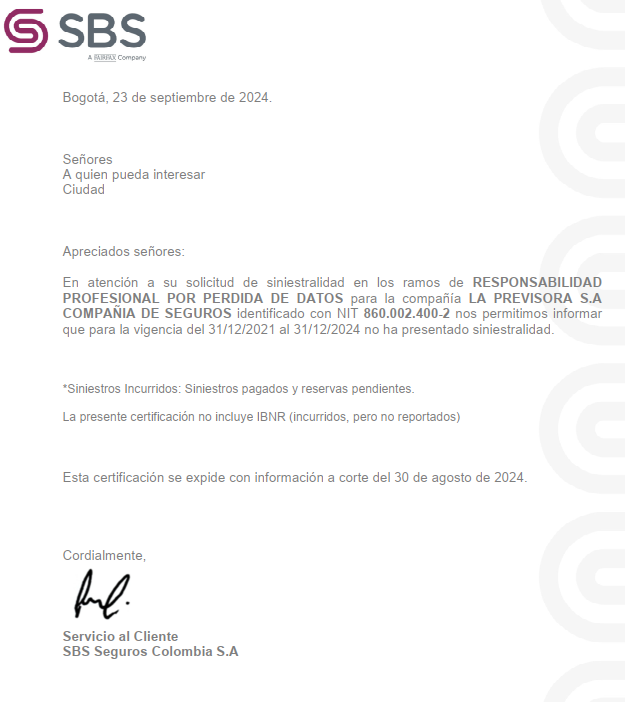 SBS
A FAIRFAX Company
Bogotá, 23 de septiembre de 2024.
Señores
A quien pueda interesar
Ciudad
Apreciados señores:
En atención a su solicitud de siniestralidad en los ramos de RESPONSABILIDAD
PROFESIONAL POR PERDIDA DE DATOS para la compañía LA PREVISORA S.A
COMPAÑIA DE SEGUROS identificado con NIT 860.002.400-2 nos permitimos informar
que para la vigencia del 31/12/2021 al 31/12/2024 no ha presentado siniestralidad.
*Siniestros Incurridos: Siniestros pagados y reservas pendientes.
La presente certificación no incluye IBNR (incurridos, pero no reportados)
Esta certificación se expide con información a corte del 30 de agosto de 2024.
Cordialmente,
Servicio al Cliente
SBS Seguros Colombia S.A